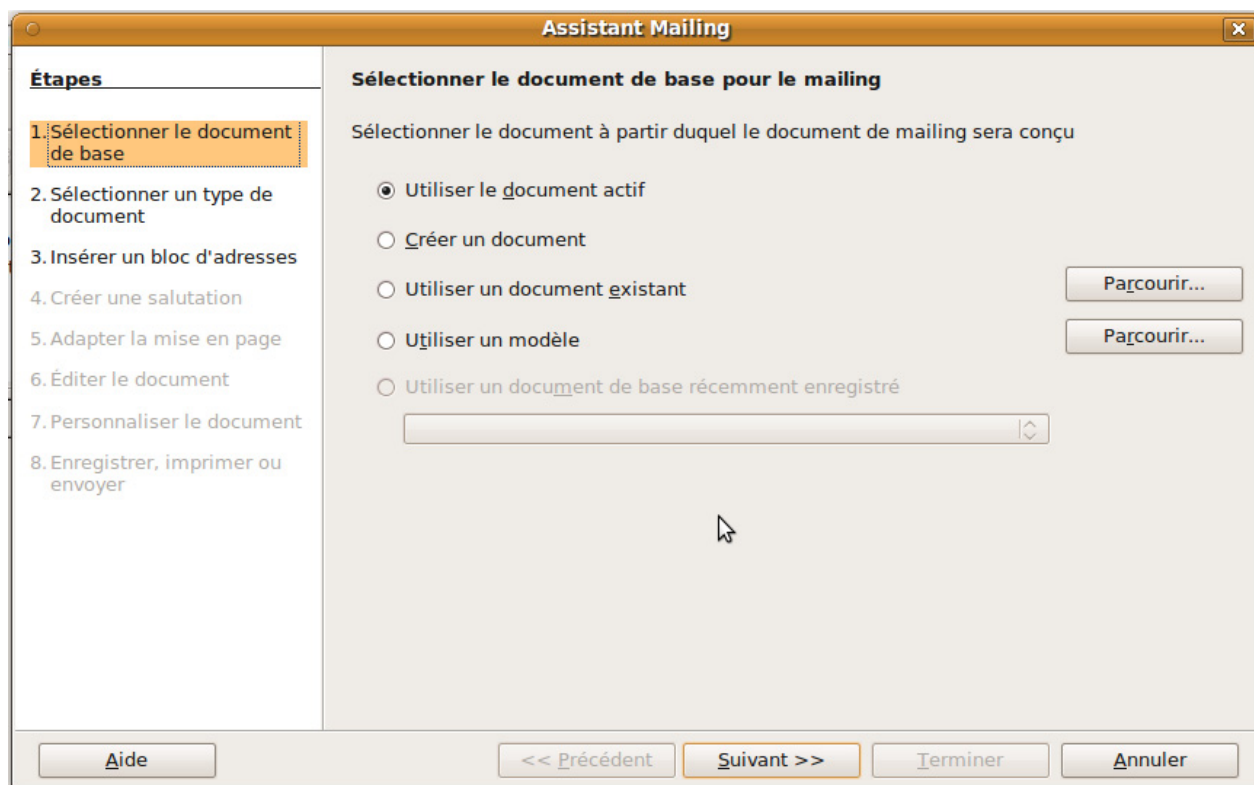 Assistant Mailing
Étapes
1. Sélectionner le document
de base
2. Sélectionner un type de
document
3. Insérer un bloc d'adresses
4. Créer une salutation
5. Adapter la mise en page
6. Éditer le document
7. Personnaliser le document
8. Enregistrer, imprimer ou
envoyer
Sélectionner le document de base pour le mailing
Sélectionner le document à partir duquel le document de mailing sera conçu
Utiliser le document actif
Créer un document
Utiliser un document existant
Parcourir...
Utiliser un modèle
Parcourir...
Utiliser un document de base récemment enregistré
Aide
<< Précédent
Suivant >>
Terminer
Annuler